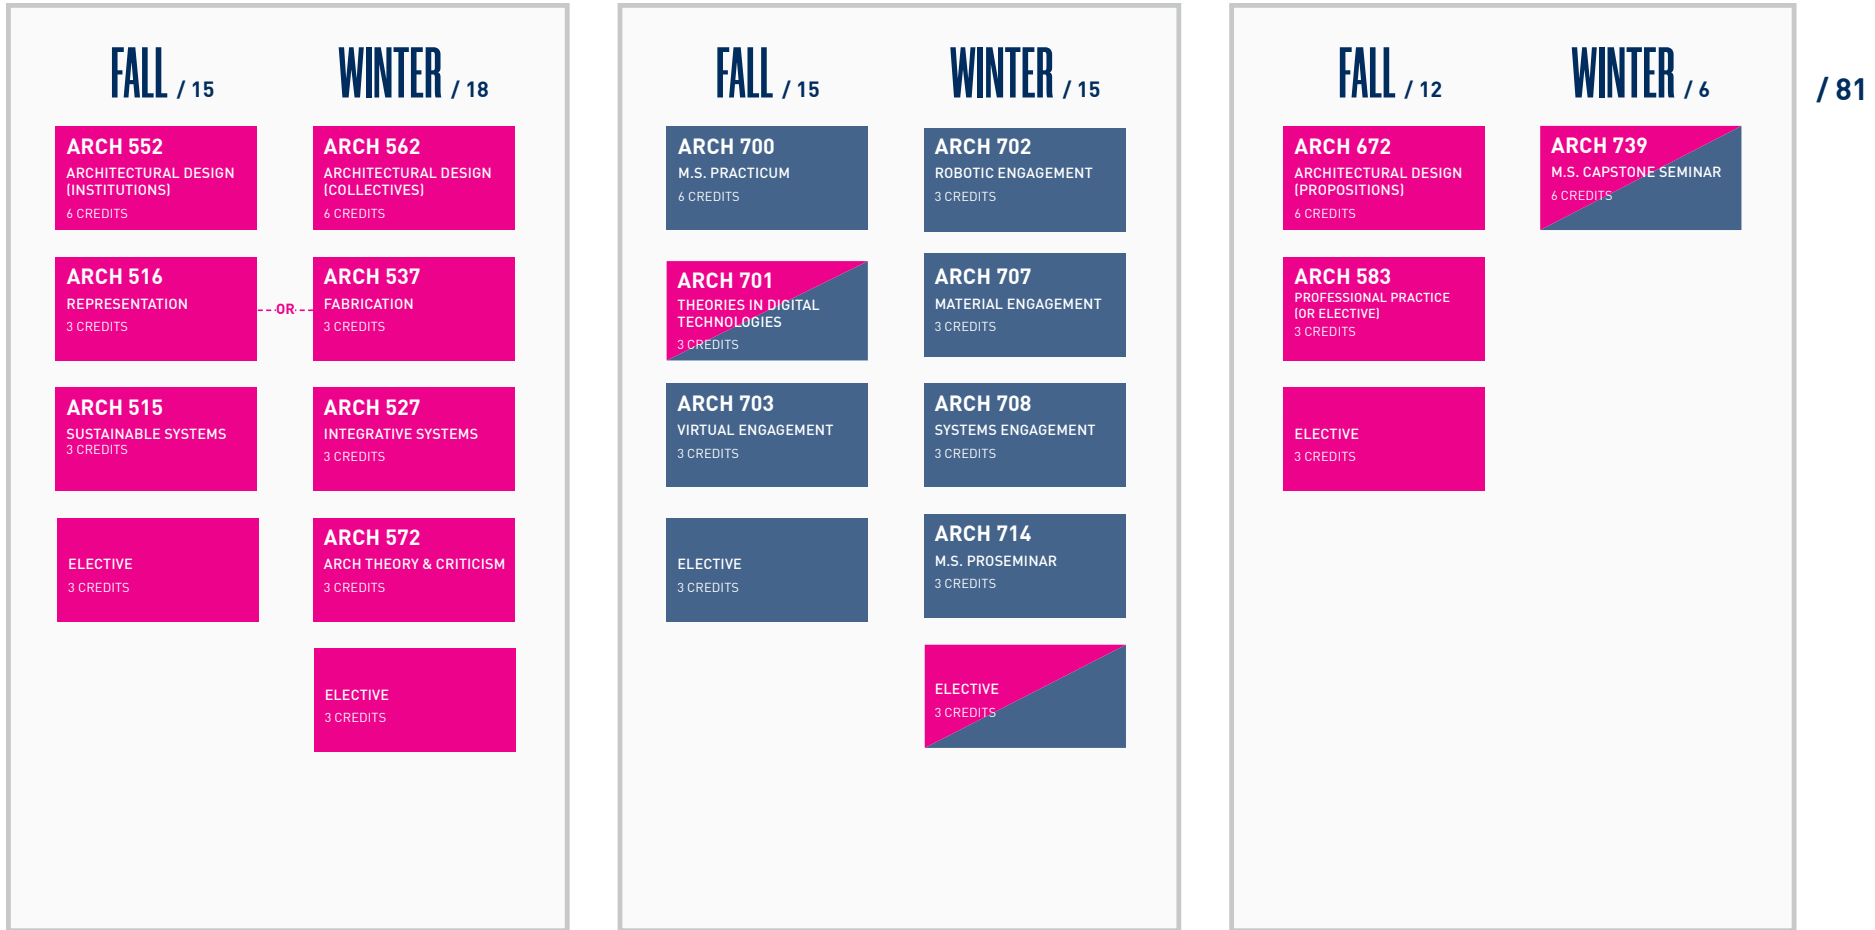 FALL / 15
ARCH 552
ARCHITECTURAL DESIGN
(INSTITUTIONS)
6 CREDITS
ARCH 516
REPRESENTATION
3 CREDITS
OR
ARCH 515
SUSTAINABLE SYSTEMS
3 CREDITS
ELECTIVE
3 CREDITS
WINTER / 18
ARCH 562
ARCHITECTURAL DESIGN
(COLLECTIVES)
6 CREDITS
ARCH 537
FABRICATION
3 CREDITS
ARCH 527
INTEGRATIVE SYSTEMS
3 CREDITS
ARCH 572
ARCH THEORY & CRITICISM
3 CREDITS
ELECTIVE
3 CREDITS
FALL / 15
ARCH 700
M.S. PRACTICUM
6 CREDITS
ARCH 701
THEORIES IN DIGITAL
TECHNOLOGIES
3 CREDITS
ARCH 703
VIRTUAL ENGAGEMENT
3 CREDITS
ELECTIVE
3 CREDITS
WINTER / 15
ARCH 702
ROBOTIC ENGAGEMENT
3 CREDITS
ARCH 707
MATERIAL ENGAGEMENT
3 CREDITS
ARCH 708
SYSTEMS ENGAGEMENT
3 CREDITS
ARCH 714
M.S. PROSEMINAR
3 CREDITS
ELECTIVE
3 CREDITS
FALL / 12
ARCH 672
ARCHITECTURAL DESIGN
(PROPOSITIONS)
6 CREDITS
ARCH 583
PROFESSIONAL PRACTICE
(OR ELECTIVE)
3 CREDITS
ELECTIVE
3 CREDITS
WINTER / 6
ARCH 739
M.S. CAPSTONE SEMINAR
6 CREDITS
/ 81